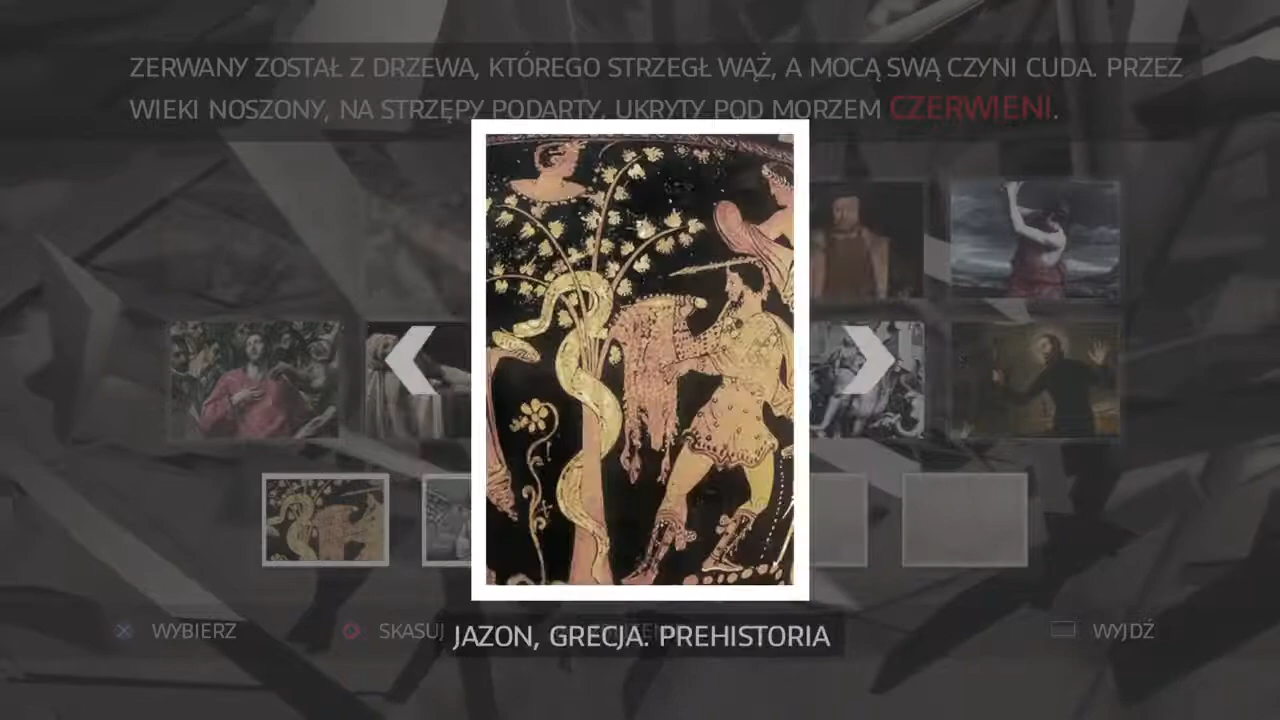 ZERWANY ZOSTAŁ Z DRZEWA, KTÓREGO STRZEGŁ WĄŻ, A MOCĄ SWĄ CZYNI CUDA. PRZEZ
WIEKI NOSZONY, NA STRZĘPY PODARTY, UKRYTY POD MORZEM CZERWIENI.
WYBIERZ
SKASUJ
JAZON, GRECJA. PREHISTORIA
WYJDŹ